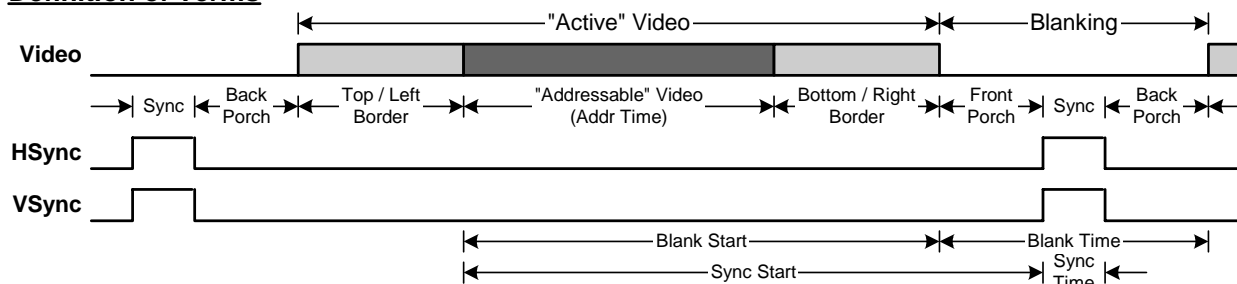 Definition of Terms
"Active" Video
Blanking
Video
Sync
Back
Porch
Top / Left
Border
"Addressable" Video
(Addr Time)
Bottom / Right
Border
Front
Porch
Sync
Back
Porch
HSync
VSync
Blank Start
Blank Time
Sync Start
Sync
Time